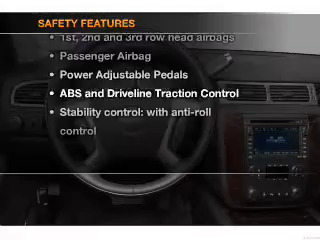 SAFETY FEATURES
• 1st, 2nd and 3rd row head airbags
• Passenger Airbag
• Power Adjustable Pedals
• ABS and Driveline Traction Control
• Stability control: with anti-roll
control